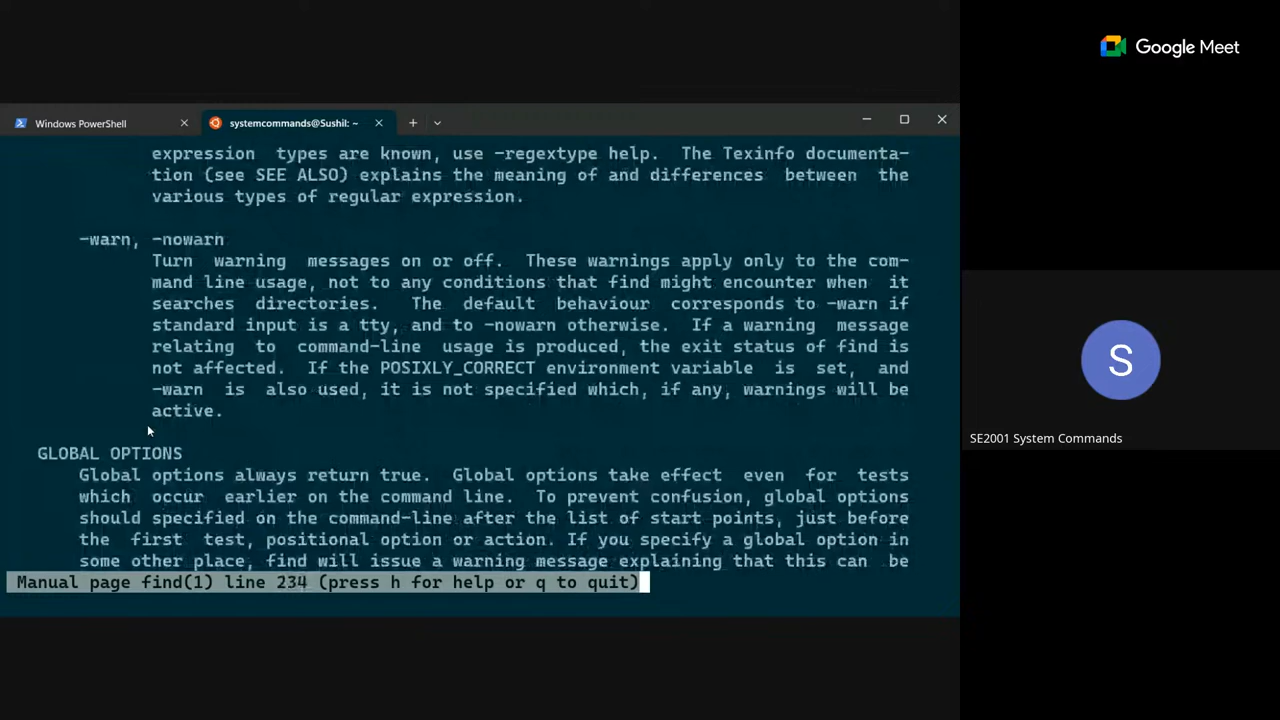 Google Meet
Windows PowerShell
systemcommands@Sushil: ~
expression types are known, use -regextype help. The Texinfo documenta-
tion (see SEE ALSO) explains the meaning of and differences between the
various types of regular expression.
-warn, -nowarn
Turn warning messages on or off. These warnings apply only to the com-
mand line usage, not to any conditions that find might encounter when it
searches directories. The default behaviour corresponds to -warn if
standard input is a tty, and to -nowarn otherwise. If a warning message
relating to command-line usage is produced, the exit status of find is
not affected. If the POSIXLY_CORRECT environment variable is set, and
-warn is also used, it is not specified which, if any, warnings will be
active.
GLOBAL OPTIONS
Global options always return true. Global options take effect even for tests
which occur earlier on the command line. To prevent confusion, global options
should specified on the command-line after the list of start points, just before
the first test, positional option or action. If you specify a global option in
some other place, find will issue a warning message explaining that this can be
Manual page find(1) line 234 (press h for help or q to quit)
S
SE2001 System Commands